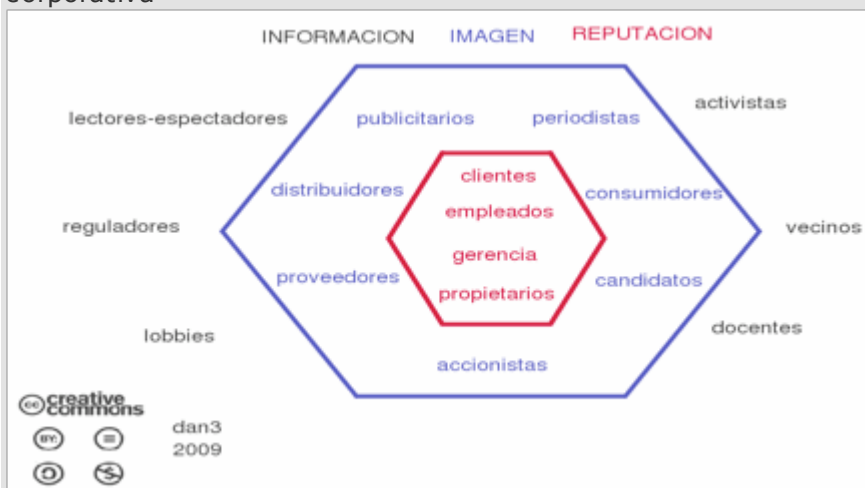 corporativa
INFORMACION IMAGEN REPUTACION
activistas
lectores-espectadores publicitarios periodistas
clientes
distribuidores consumidores
empleados
reguladores vecinos
gerencia
proveedores candidatos
propietarios
docentes
lobbies
accionistas
creative
commons
dan3
2009
BY: